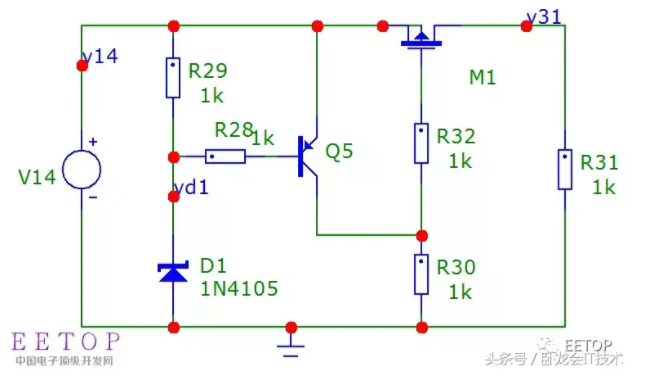 v14
v31
R29
1k
M1
R28
1k
Q5
R32
1k
R31
1k
V14
vd1
D1
1N4105
R30
1k
EETOP
中国电子顶级开发网
EETOP
头条号 / 卧龙会IT技术